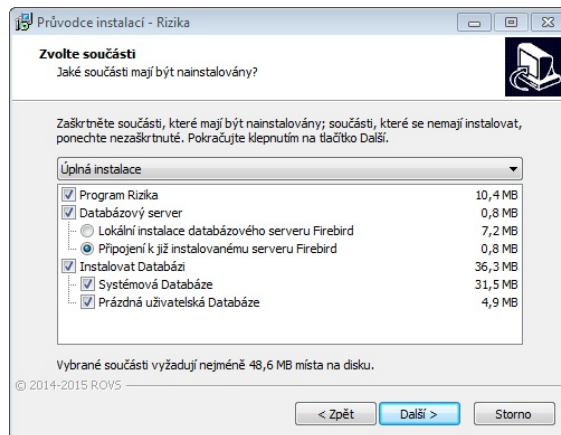 Průvodce instalací - Rizika
Zvolte součásti
Jaké součásti mají být nainstalovány?
Zaškrtněte součásti, které mají být nainstalovány; součásti, které se nemají instalovat,
ponechte nezaškrtnuté. Pokračujte klepnutím na tlačítko Další.
Úplná instalace
Program Rizika 10,4 MB
Databázový server 0,8 MB
Lokální instalace databázového serveru Firebird 7,2 MB
Připojení k již instalovanému serveru Firebird 0,8 MB
Instalovat Databázi 36,3 MB
Systémová Databáze 31,5 MB
Prázdná uživatelská Databáze 4,9 MB
Vybrané součásti vyžadují nejméně 48,6 MB místa na disku.
© 2014-2015 ROVS
< Zpět Další > Storno